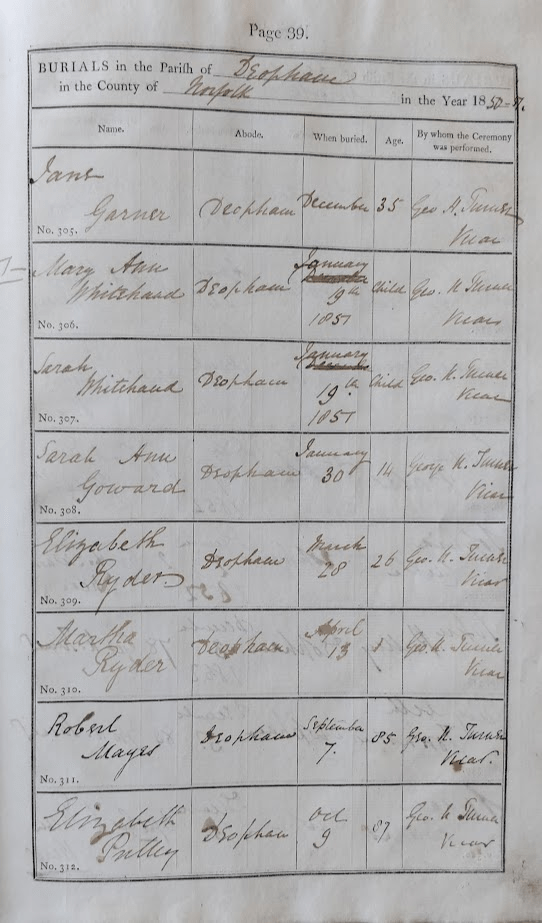 Page 39.
BURIALS in the Parish of Deopham
in the County of Norfolk in the Year 1850-51.
Name. Abode. When buried. Age. By whom the Ceremony was performed.
Jane Garner
No. 305.
Deopham
December
35
Geo H. Turner
Vicar
Mary Ann
Whitehand
No. 306.
Deopham
January
9th
1851
Child
Geo. H Turner
Vicar
Sarah
Whitehand
No. 307.
Deopham
January
19th
1851
Child
Geo. H. Turner
Vicar
Sarah Ann
Goward
No. 308.
Deopham
January
30
14
George H. Turner
Vicar
Elizabeth
Ryder
No. 309.
Deopham
March
28
26
Geo. H. Turner
Vicar
Martha
Ryder
No. 310.
Deopham
April
13
1
Geo. H. Turner
Vicar
Robert
Mayes
No. 311.
Deopham
September
7.
85.
Geo. H. Turner
Vicar.
Elizabeth
Pulley
No. 312.
Deopham
Oct
9
87
Geo. H Turner
Vicar